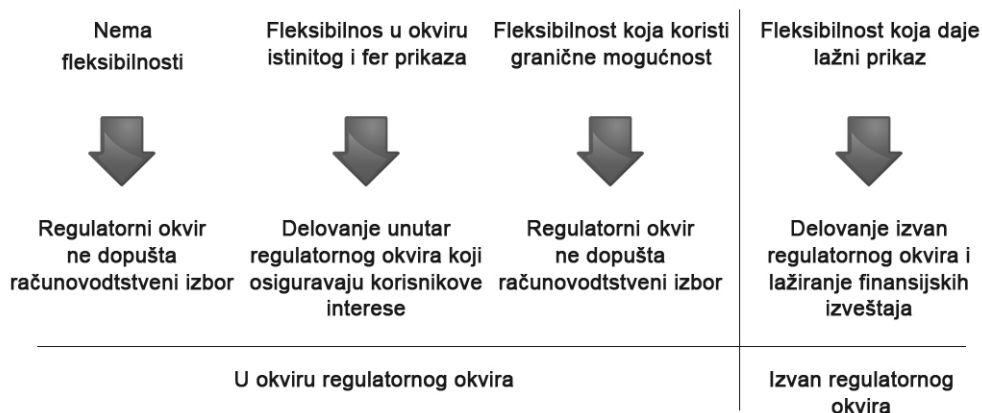 Nema
fleksibilnosti
Fleksibilnos u okviru
istinitog i fer prikaza
Fleksibilnost koja koristi
granične mogućnost
Fleksibilnost koja daje
lažni prikaz
Regulatorni okvir
ne dopušta
računovodtstveni izbor
Delovanje unutar
regulatornog okvira koji
osiguravaju korisnikove
interese
Regulatorni okvir
ne dopušta
računovodtstveni izbor
Delovanje izvan
regulatornog okvira i
lažiranje finansijskih
izveštaja
U okviru regulatornog okvira
Izvan regulatornog
okvira